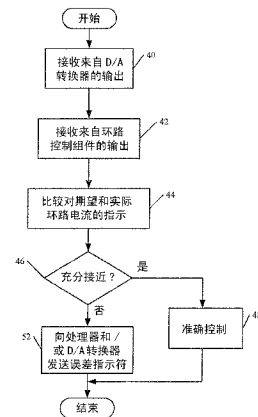 开始
接收来自D/A
转换器的输出
40
接收来自环路
控制组件的输出
42
比较对期望和实际
环路电流的指示
44
46
充分接近？
是
否
准确控制
52
向处理器和/
或D/A转换器
发送误差指示符
结束